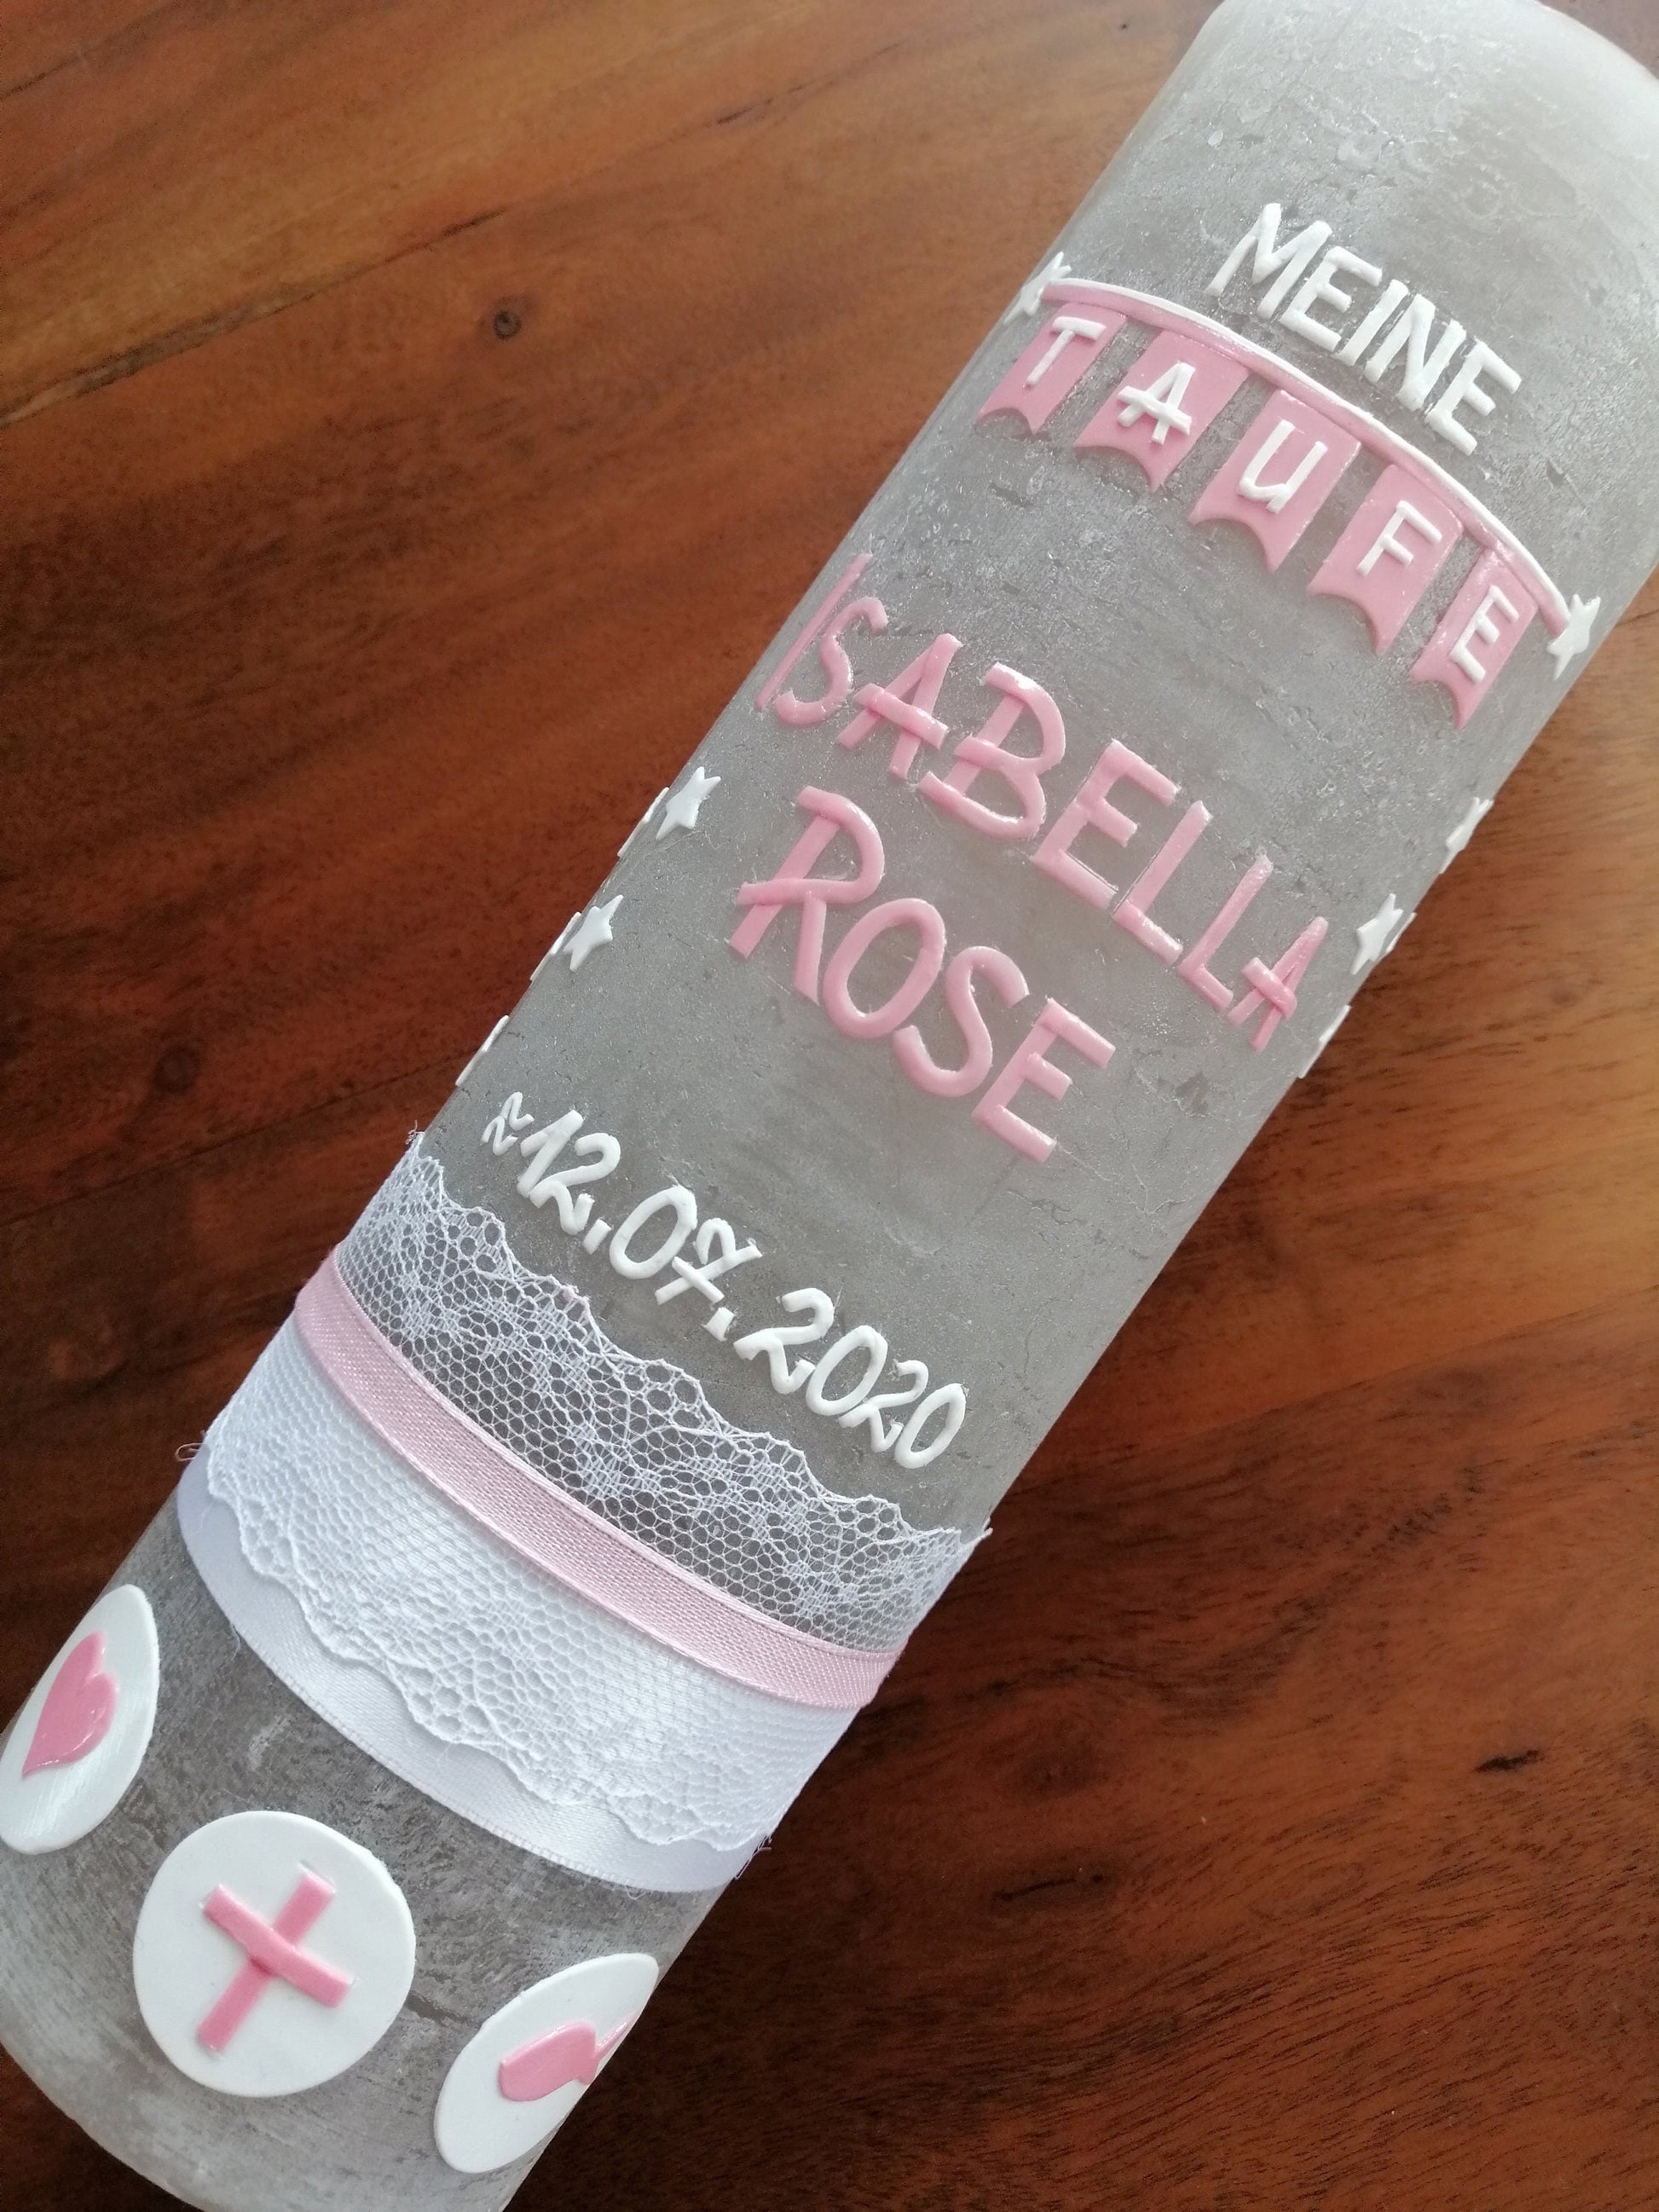 MEINE
TAUFE
ISABELLA
ROSE
~12.07.2020